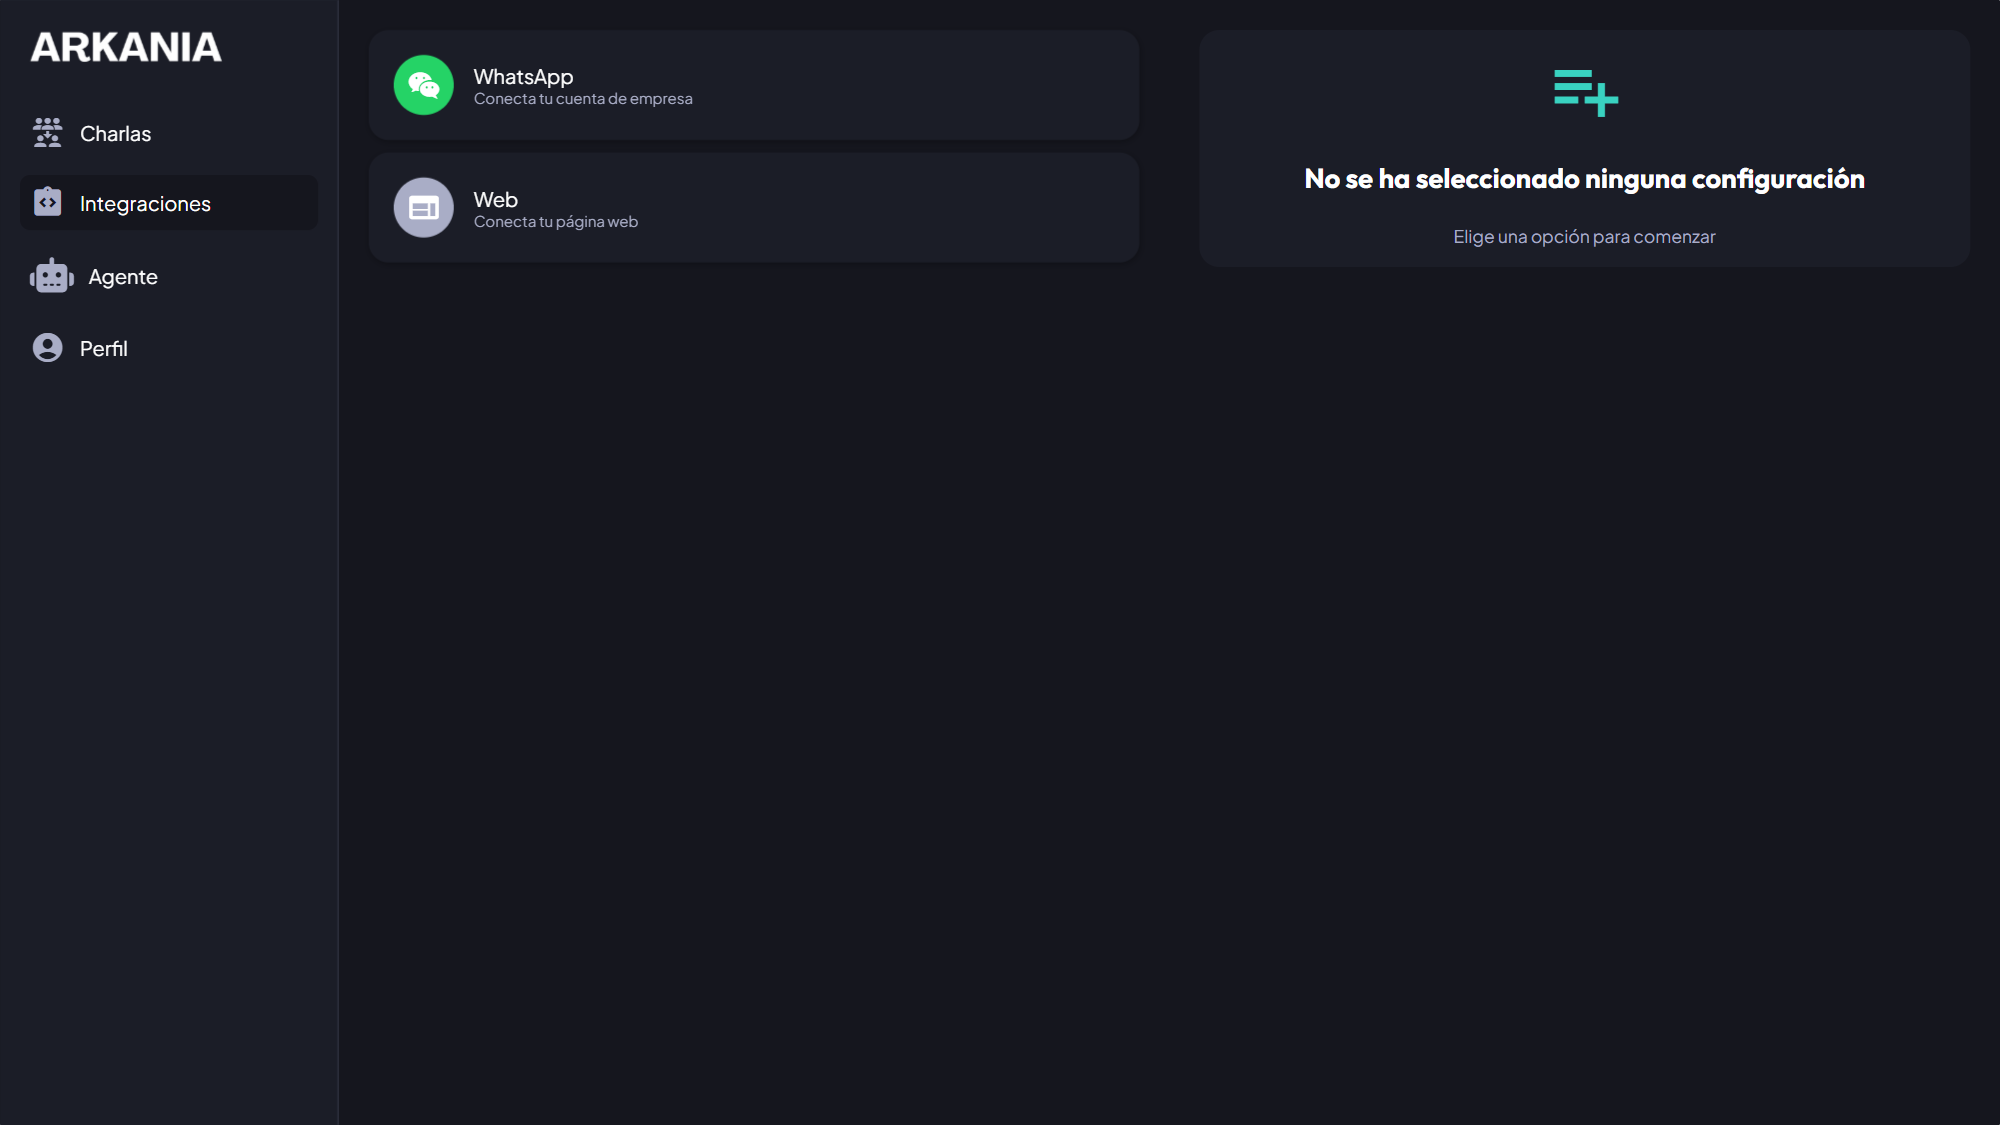 ARKANIA
Charlas
Integraciones
Agente
Perfil
WhatsApp
Conecta tu cuenta de empresa
Web
Conecta tu página web
No se ha seleccionado ninguna configuración
Elige una opción para comenzar